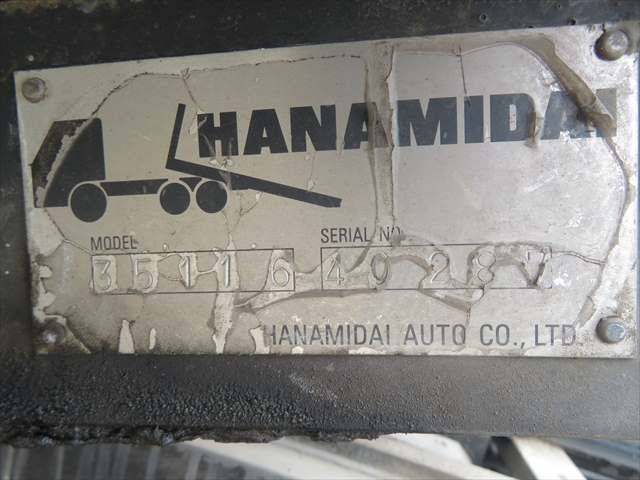 HANAMIDAI
MODEL SERIAL NO.
35116 49287
HANAMIDAI AUTO CO., LTD